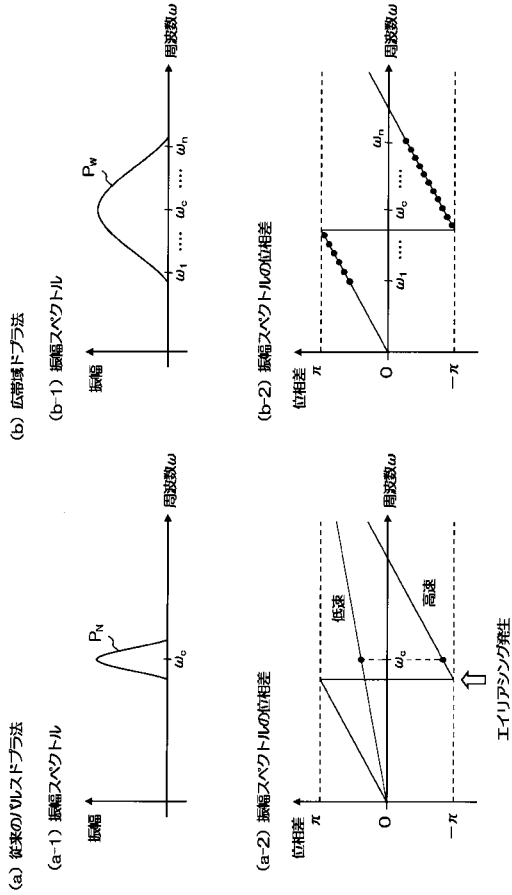 (a) 従来のパルスドプラ法
(a-1) 振幅スペクトル
振幅
P_N
ω_c
周波数ω
(a-2) 振幅スペクトルの位相差
位相差
π
0
-π
低速
高速
ω_c
周波数ω
エイリアシング発生
(b) 広帯域ドプラ法
(b-1) 振幅スペクトル
振幅
P_W
ω_1 ‥‥ ω_c ‥‥ ω_n
周波数ω
(b-2) 振幅スペクトルの位相差
位相差
π
0
-π
ω_1 ‥‥ ω_c ‥‥ ω_n
周波数ω